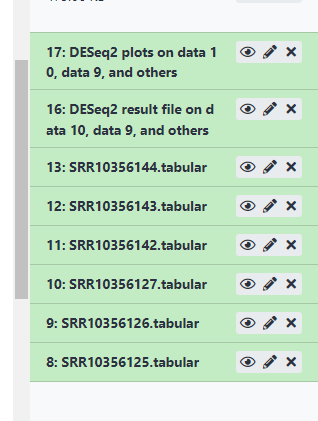 17: DESeq2 plots on data 1
0, data 9, and others
16: DESeq2 result file on d
ata 10, data 9, and others
13: SRR10356144.tabular
12: SRR10356143.tabular
11: SRR10356142.tabular
10: SRR10356127.tabular
9: SRR10356126.tabular
8: SRR10356125.tabular